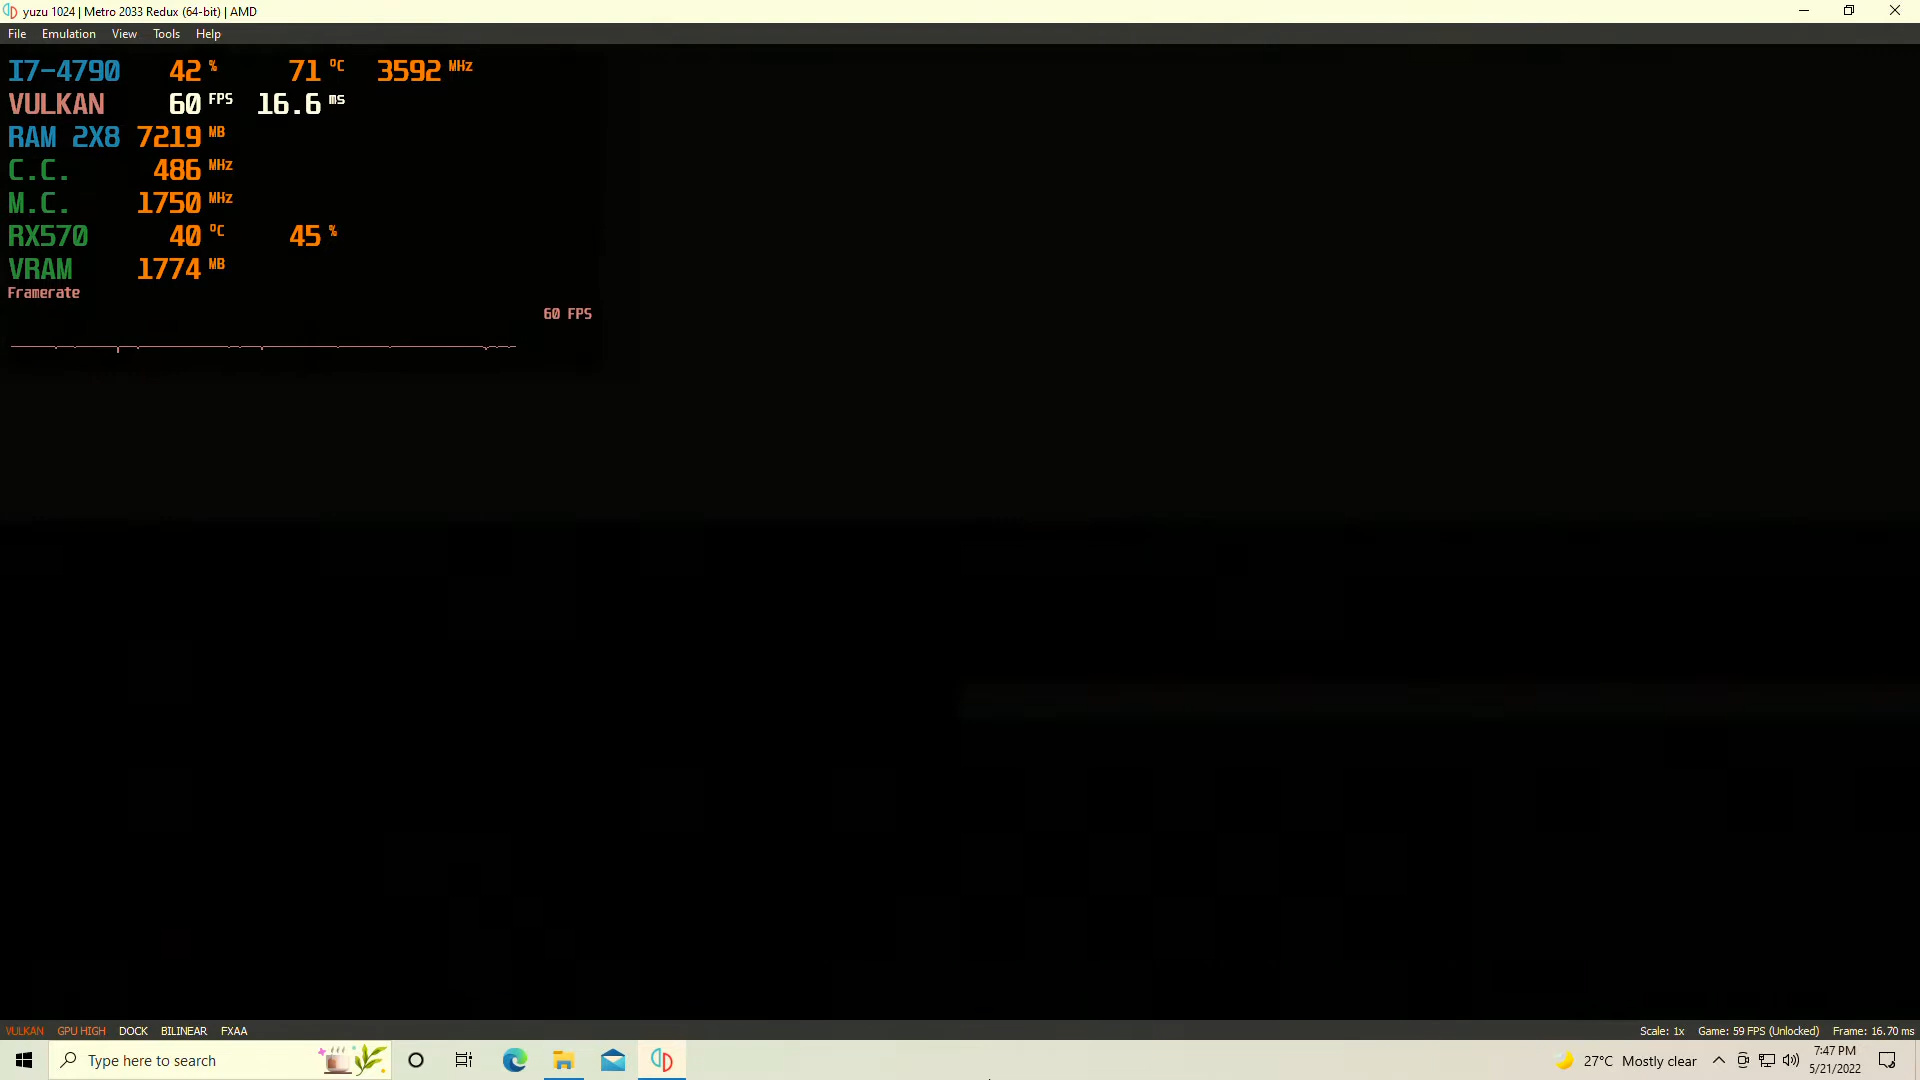 yuzu 1024 | Metro 2033 Redux (64-bit) | AMD
File Emulation View Tools Help
I7-4790 42 % 71 °C 3592 MHz
VULKAN 60 FPS 16.6 ms
RAM 2X8 7219 MB
C.C. 486 MHz
M.C. 1750 MHz
RX570 40 °C 45 %
VRAM 1774 MB
Framerate
60 FPS
VULKAN GPU HIGH DOCK BILINEAR FXAA Scale: 1x Game: 59 FPS (Unlocked) Frame: 16.70 ms
Type here to search 27°C Mostly clear 7:47 PM
5/21/2022